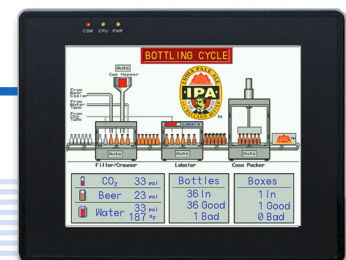 COM CPU PWR
BOTTLING CYCLE
Auto
Cap Hopper
From
Beer
Cooler
From
Water
Tank
From
CO2
Tank
INDIA PALE ALE
IPA
Auto
Auto
Auto
Filler/Crowner
Labeler
Case Packer
CO2 33 psi
Beer 23 psi
Water 33 psi
187 °F
Bottles
36 In
36 Good
1 Bad
Boxes
1 In
1 Good
0 Bad